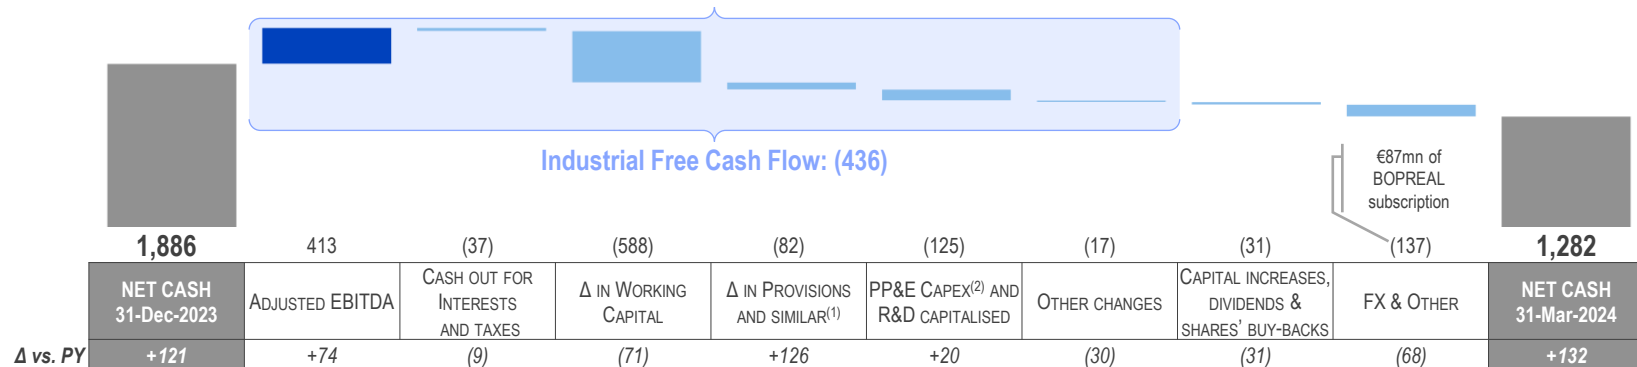 Industrial Free Cash Flow: (436)
€87mn of
BOPREAL
subscription
1,886 413 (37) (588) (82) (125) (17) (31) (137) 1,282
NET CASH
31-Dec-2023
ADJUSTED EBITDA
CASH OUT FOR
INTERESTS
AND TAXES
Δ IN WORKING
CAPITAL
Δ IN PROVISIONS
AND SIMILAR(1)
PP&E CAPEX(2) AND
R&D CAPITALISED
OTHER CHANGES
CAPITAL INCREASES,
DIVIDENDS &
SHARES' BUY-BACKS
FX & OTHER
NET CASH
31-Mar-2024
Δ vs. PY +121 +74 (9) (71) +126 +20 (30) (31) (68) +132